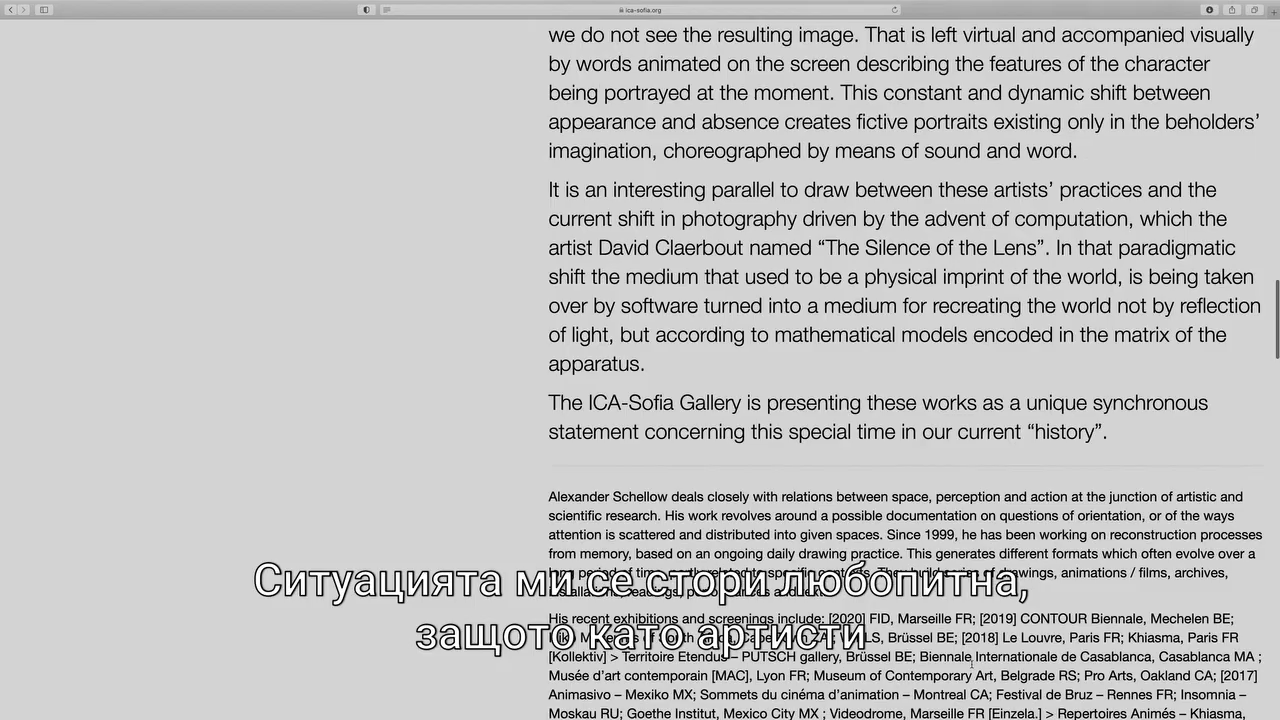 ica-sofia.org
we do not see the resulting image. That is left virtual and accompanied visually
by words animated on the screen describing the features of the character
being portrayed at the moment. This constant and dynamic shift between
appearance and absence creates fictive portraits existing only in the beholders’
imagination, choreographed by means of sound and word.
It is an interesting parallel to draw between these artists’ practices and the
current shift in photography driven by the advent of computation, which the
artist David Claerbout named “The Silence of the Lens”. In that paradigmatic
shift the medium that used to be a physical imprint of the world, is being taken
over by software turned into a medium for recreating the world not by reflection
of light, but according to mathematical models encoded in the matrix of the
apparatus.
The ICA-Sofia Gallery is presenting these works as a unique synchronous
statement concerning this special time in our current “history”.
Alexander Schellow deals closely with relations between space, perception and action at the junction of artistic and
scientific research. His work revolves around a possible documentation on questions of orientation, or of the ways
attention is scattered and distributed into given spaces. Since 1999, he has been working on reconstruction processes
from memory, based on an ongoing daily drawing practice. This generates different formats which often evolve over a
drawings, animations / films, archives,
Ситуацията ми се стори любопитна,
His recent exhibitions and screenings include: [2020] FID, Marseille FR; [2019] CONTOUR Biennale, Mechelen BE;
Brüssel BE; [2018] Le Louvre, Paris FR; Khiasma, Paris FR
защото като артисти
[Kollektiv] > Territoire Etendus – PUTSCH gallery, Brüssel BE; Biennale Internationale de Casablanca, Casablanca MA ;
Musée d’art contemporain [MAC], Lyon FR; Museum of Contemporary Art, Belgrade RS; Pro Arts, Oakland CA; [2017]
Animasivo – Mexiko MX; Sommets du cinéma d’animation – Montreal CA; Festival de Bruz – Rennes FR; Insomnia –
Moskau RU; Goethe Institut, Mexico City MX ; Videodrome, Marseille FR [Einzela.] > Repertoires Animés – Khiasma,